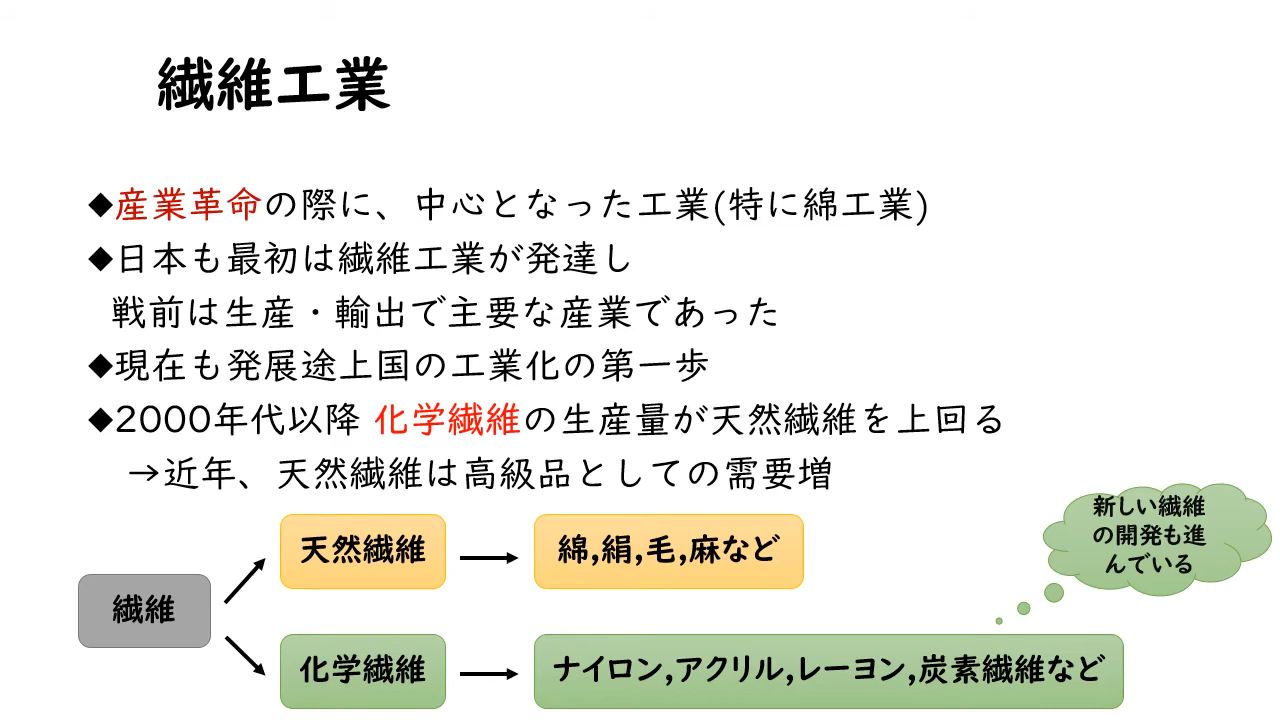 繊維工業
◆産業革命の際に、中心となった工業(特に綿工業)
◆日本も最初は繊維工業が発達し
戦前は生産・輸出で主要な産業であった
◆現在も発展途上国の工業化の第一歩
◆2000年代以降 化学繊維の生産量が天然繊維を上回る
→近年、天然繊維は高級品としての需要増
新しい繊維
の開発も進
んでいる
天然繊維
綿,絹,毛,麻など
繊維
化学繊維
ナイロン,アクリル,レーヨン,炭素繊維など